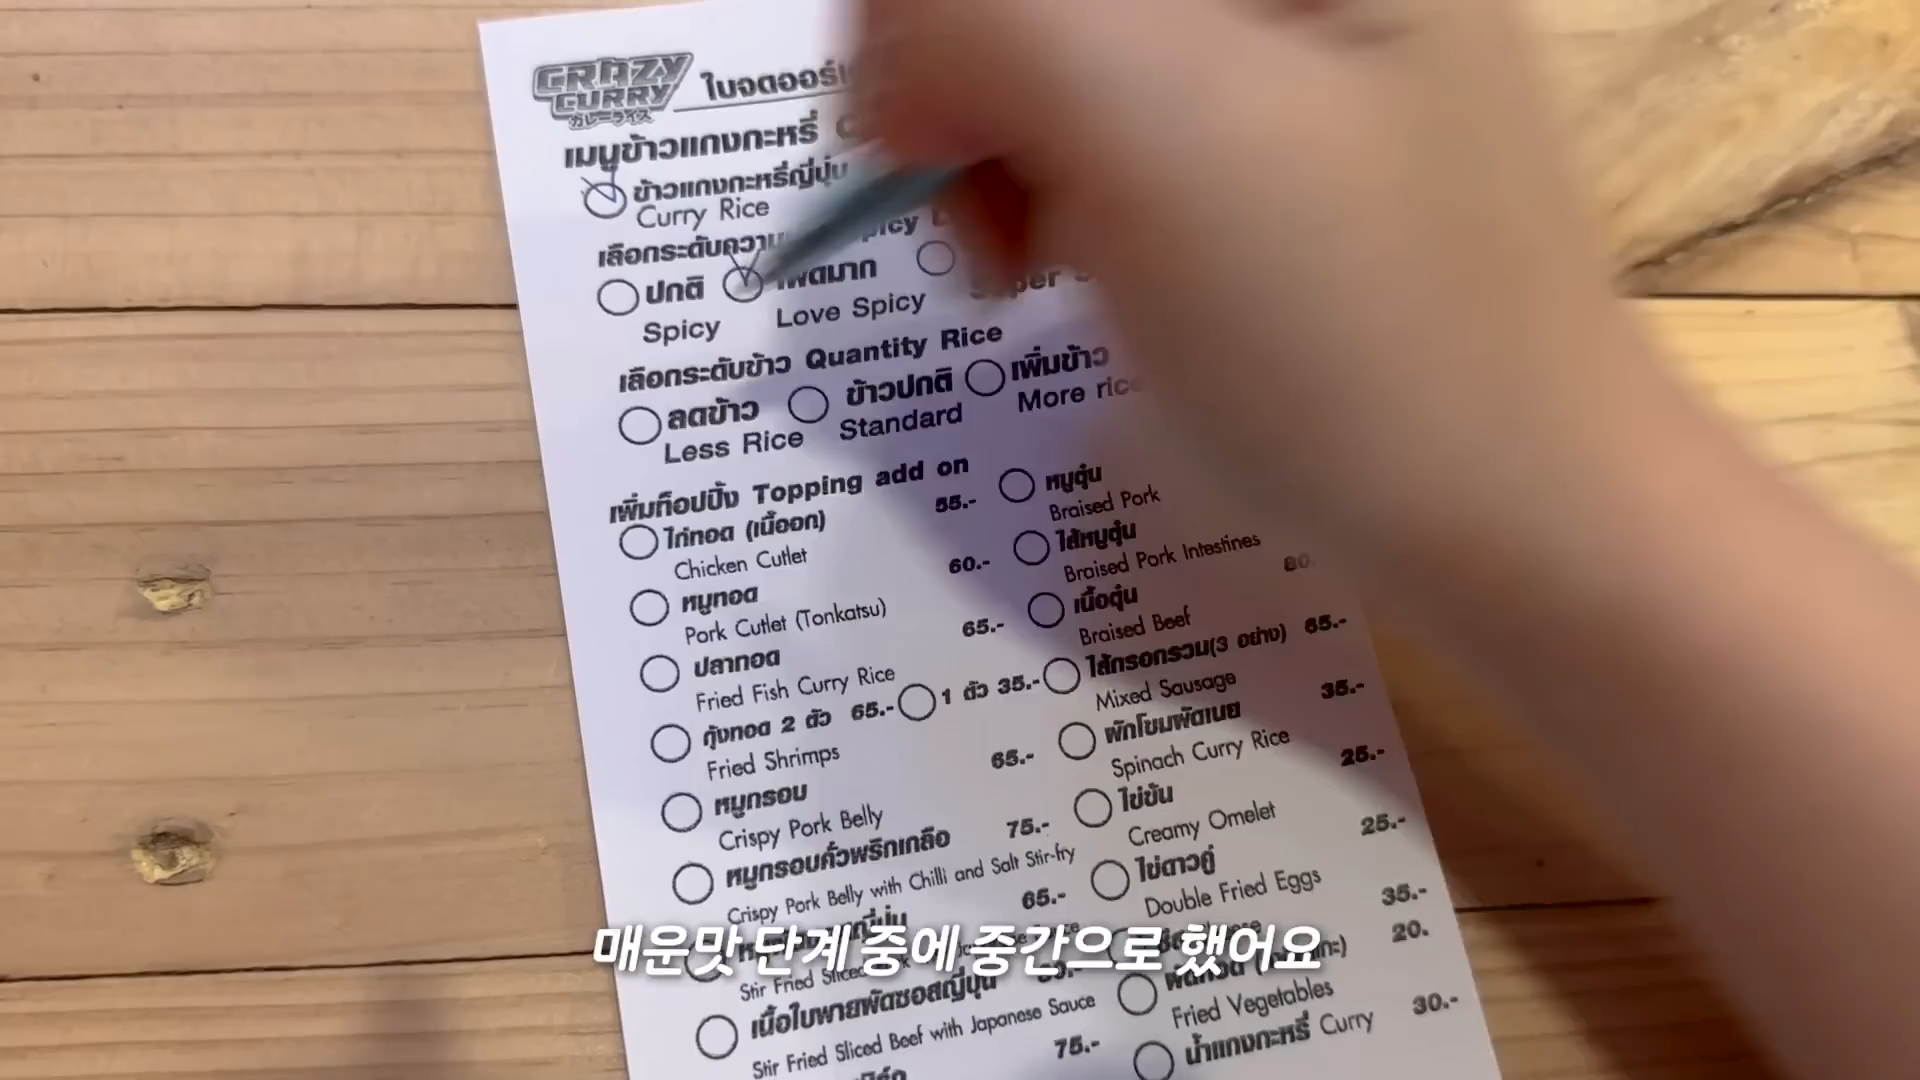 CRAZY
CURRY
カレーライス
เมนูข้าวแกงกะหรี่
ข้าวแกงกะหรี่ญี่ปุ่น
Curry Rice
เลือกระดับ
ปกติ เผ็ดมาก
Spicy Love Spicy Super
เลือกระดับข้าว Quantity Rice
ลดข้าว ข้าวปกติ เพิ่มข้าว
Less Rice Standard More
เพิ่มท็อปปิ้ง Topping add on
ไก่ทอด (เนื้ออก) 55.- หมูตุ๋น
Chicken Cutlet Braised Pork
หมูทอด 60.- ไส้หมูตุ๋น
Pork Cutlet (Tonkatsu) Braised Pork Intestines
ปลาทอด 65.- เนื้อตุ๋น 80.
Fried Fish Curry Rice Braised Beef
กุ้งทอด 2 ตัว 65.- 1 ตัว 35.- ไส้กรอกรวม(3 อย่าง) 65.-
Fried Shrimps Mixed Sausage
หมูกรอบ 65.- ผักโขมผัดเนย 35.-
Crispy Pork Belly Spinach Curry Rice
หมูกรอบคั่วพริกเกลือ 75.- ไข่ข้น 25.-
Crispy Pork Belly with Chilli and Salt Stir-fry Creamy Omelet
65.- ไข่ดาวคู่ 25.-
Stir Fried Sliced Double Fried Eggs
35.-
เนื้อใบพายผัดซอสญี่ปุ่น 20.
Stir Fried Sliced Beef with Japanese Sauce Fried Vegetables
75.- น้ำแกงกะหรี่ Curry 30.-
매운맛 단계 중에 중간으로 했어요